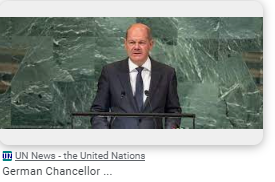 UN News - the United Nations
German Chancellor ...